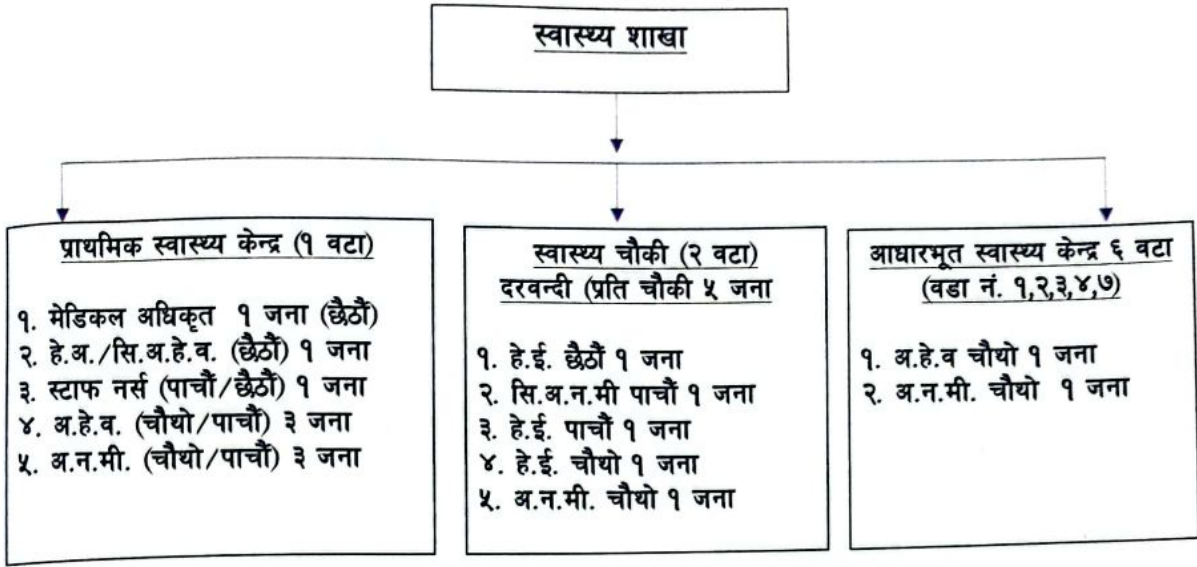 स्वास्थ्य शाखा
प्राथमिक स्वास्थ्य केन्द्र (१ वटा)
१. मेडिकल अधिकृत १ जना (छैठौं)
२. हे.अ./सि.अ.हे.व. (छैठौं) १ जना
३. स्टाफ नर्स (पाचौं/छैठौं) १ जना
४. अ.हे.व. (चौथो/पाचौं) ३ जना
५. अ.न.मी. (चौथो/पाचौं) ३ जना
स्वास्थ्य चौकी (२ वटा)
दरवन्दी (प्रति चौकी ५ जना
१. हे.ई. छैठौं १ जना
२. सि.अ.न.मी पाचौं १ जना
३. हे.ई. पाचौं १ जना
४. हे.ई. चौथो १ जना
५. अ.न.मी. चौथो १ जना
आधारभूत स्वास्थ्य केन्द्र ६ वटा
(वडा नं. १,२,३,४,७)
१. अ.हे.व चौथो १ जना
२. अ.न.मी. चौथो १ जना